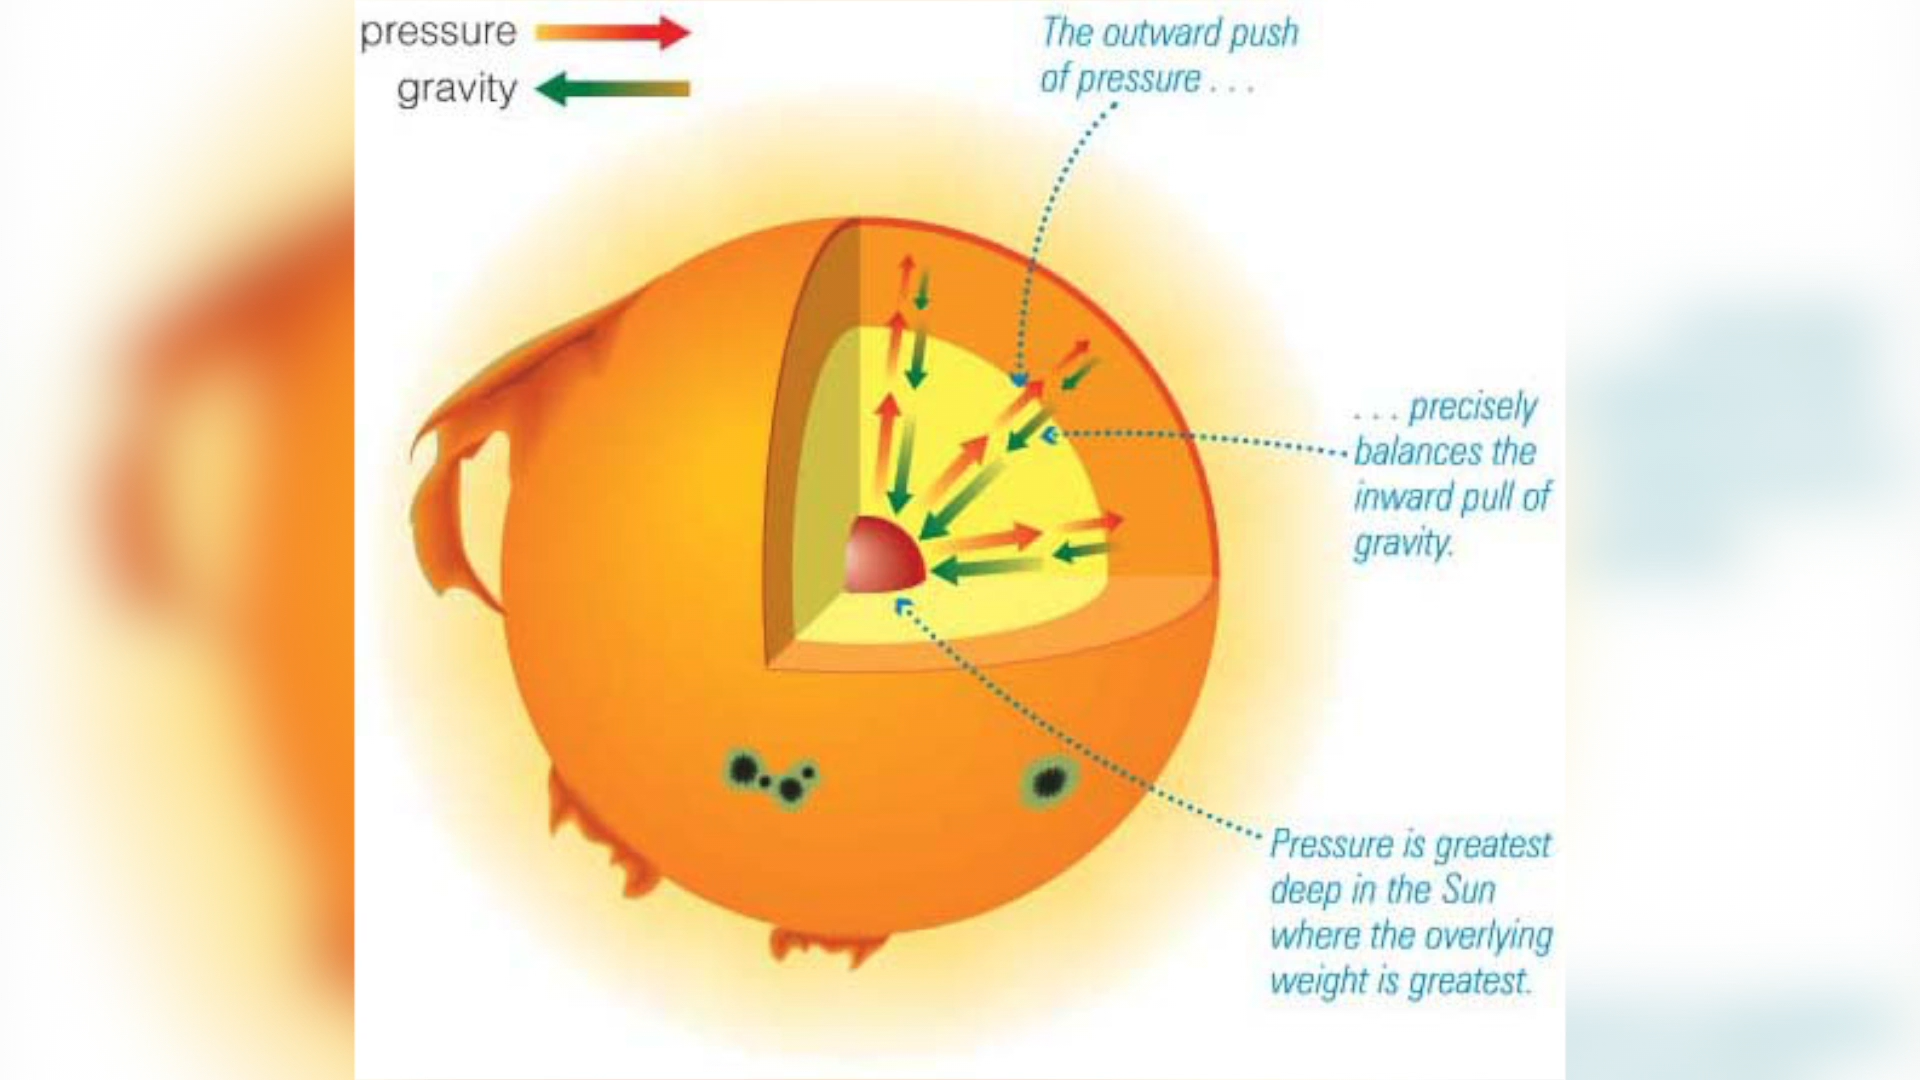 pressure
gravity
The outward push
of pressure . . .
. . . precisely
balances the
inward pull of
gravity.
Pressure is greatest
deep in the Sun
where the overlying
weight is greatest.